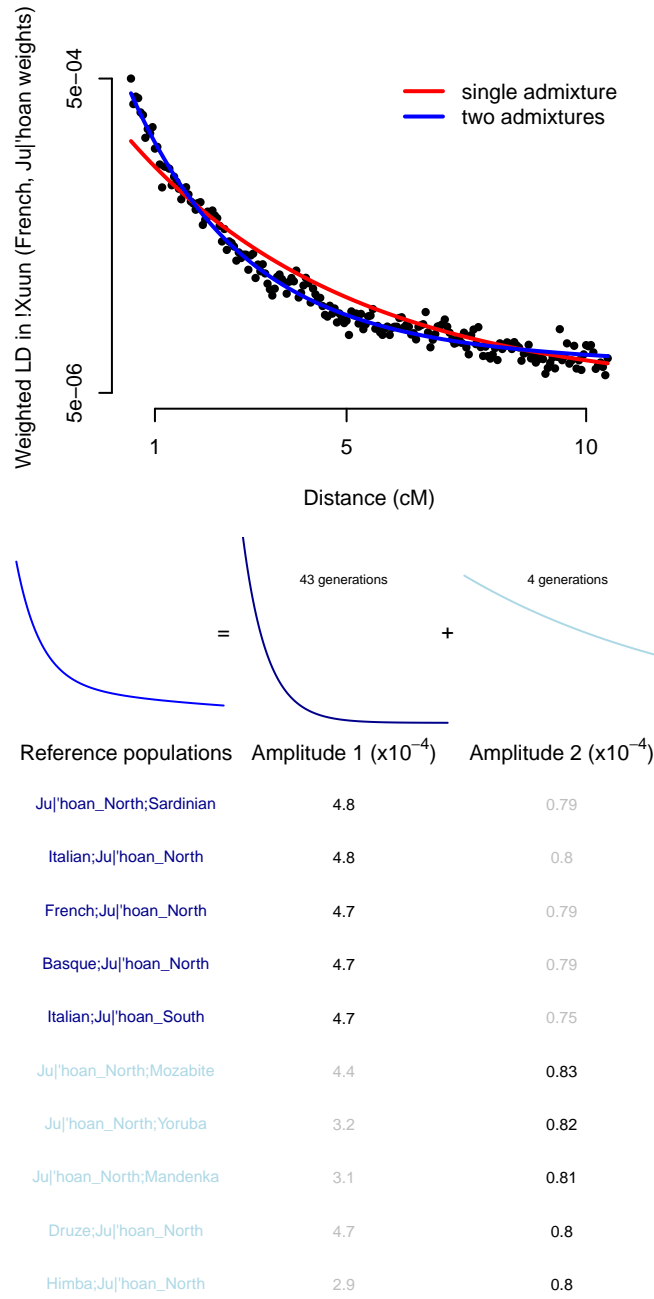 Weighted LD in !Xuun (French, Ju|'hoan weights)
5e−04
5e−06
single admixture
two admixtures
1 5 10
Distance (cM)
43 generations
4 generations
= +
Reference populations Amplitude 1 (x10−4) Amplitude 2 (x10−4)
Ju|'hoan_North;Sardinian 4.8 0.79
Italian;Ju|'hoan_North 4.8 0.8
French;Ju|'hoan_North 4.7 0.79
Basque;Ju|'hoan_North 4.7 0.79
Italian;Ju|'hoan_South 4.7 0.75
Ju|'hoan_North;Mozabite 4.4 0.83
Ju|'hoan_North;Yoruba 3.2 0.82
Ju|'hoan_North;Mandenka 3.1 0.81
Druze;Ju|'hoan_North 4.7 0.8
Himba;Ju|'hoan_North 2.9 0.8